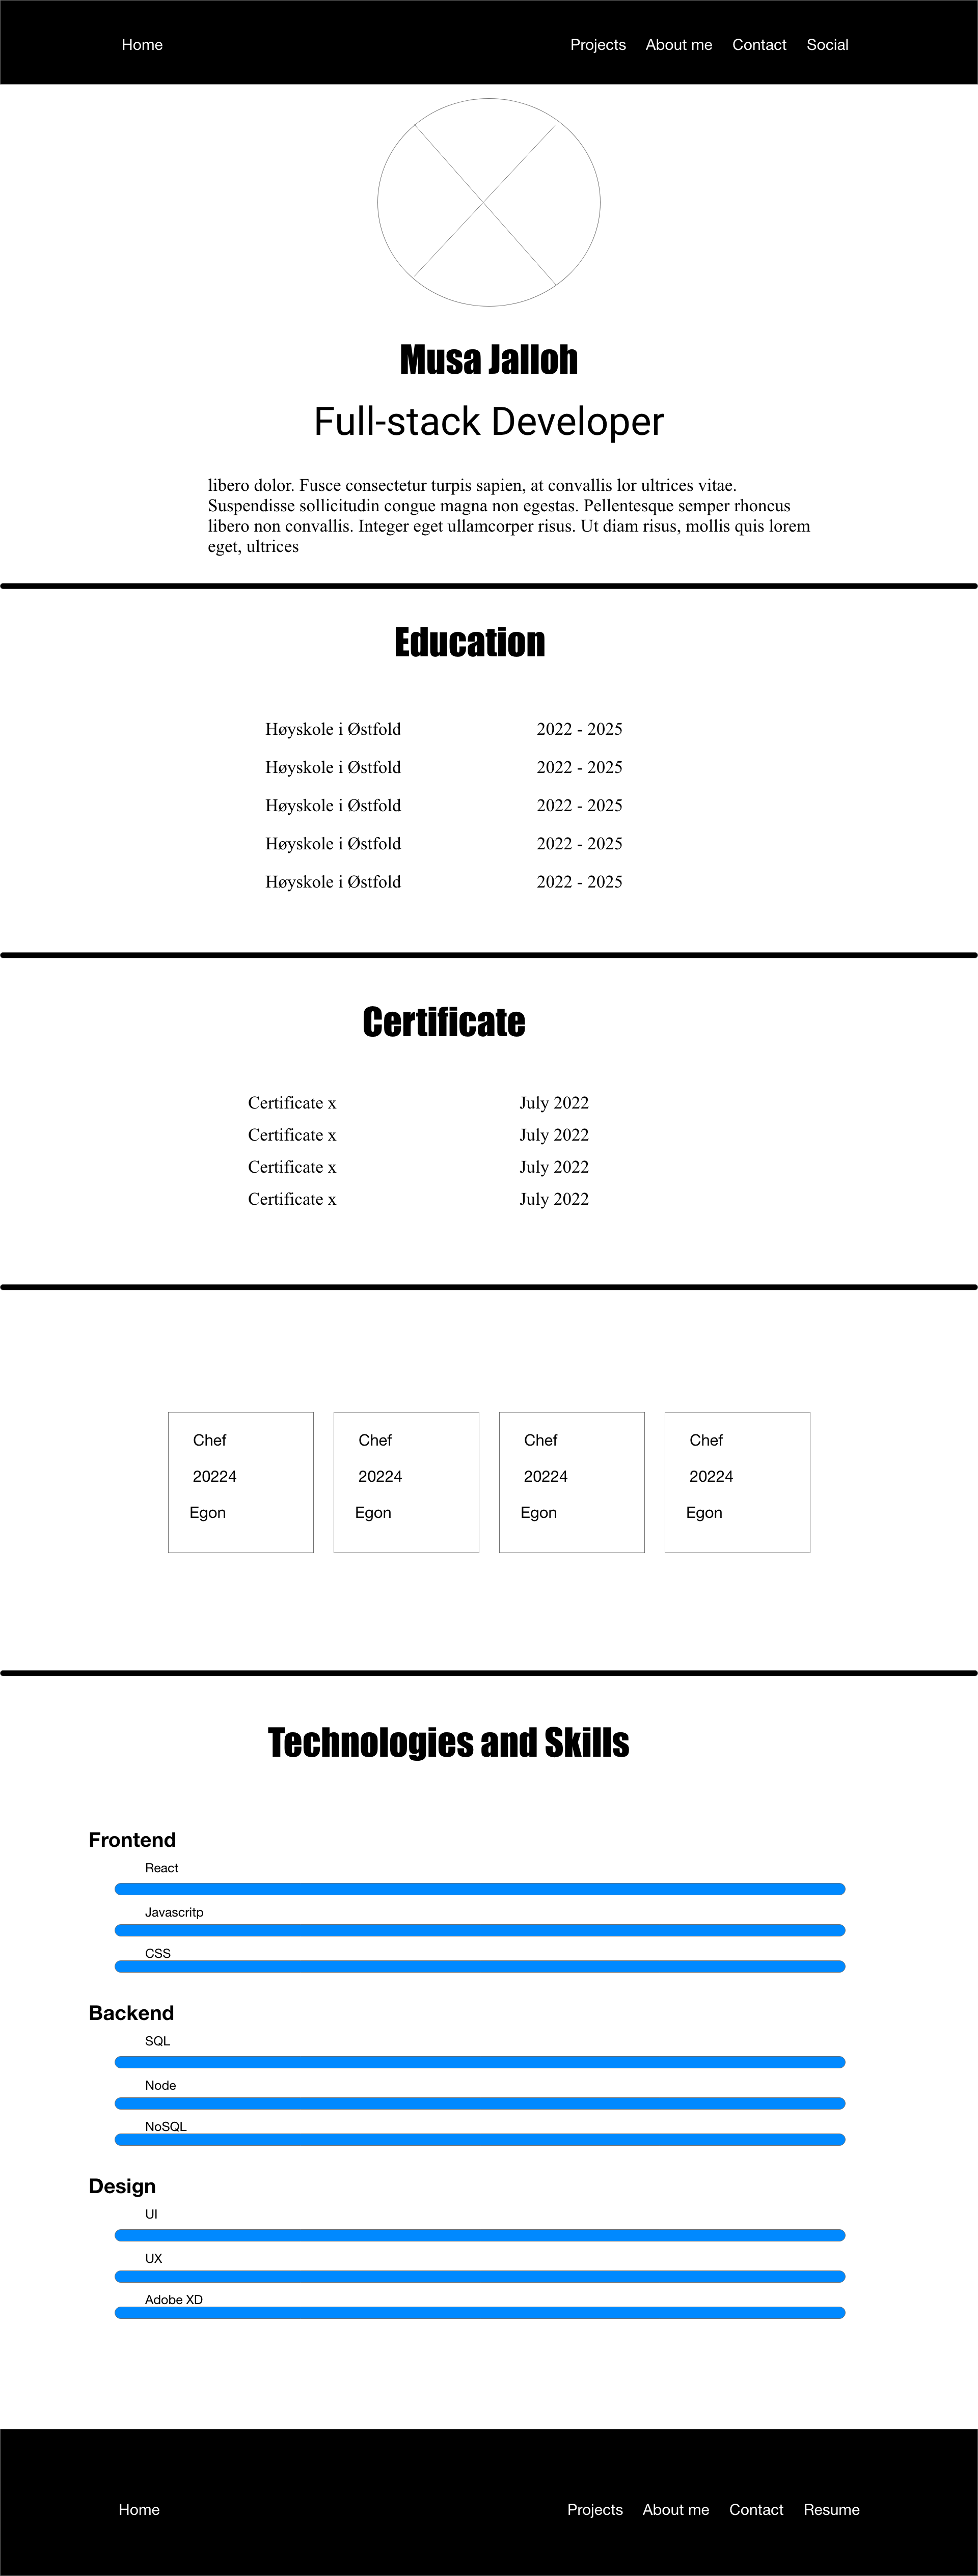 Home Projects About me Contact Social
Musa Jalloh
Full-stack Developer
libero dolor. Fusce consectetur turpis sapien, at convallis lor ultrices vitae.
Suspendisse sollicitudin congue magna non egestas. Pellentesque semper rhoncus
libero non convallis. Integer eget ullamcorper risus. Ut diam risus, mollis quis lorem
eget, ultrices
Education
Høyskole i Østfold 2022 - 2025
Høyskole i Østfold 2022 - 2025
Høyskole i Østfold 2022 - 2025
Høyskole i Østfold 2022 - 2025
Høyskole i Østfold 2022 - 2025
Certificate
Certificate x July 2022
Certificate x July 2022
Certificate x July 2022
Certificate x July 2022
Chef Chef Chef Chef
20224 20224 20224 20224
Egon Egon Egon Egon
Technologies and Skills
Frontend
React
Javascritp
CSS
Backend
SQL
Node
NoSQL
Design
UI
UX
Adobe XD
Home Projects About me Contact Resume